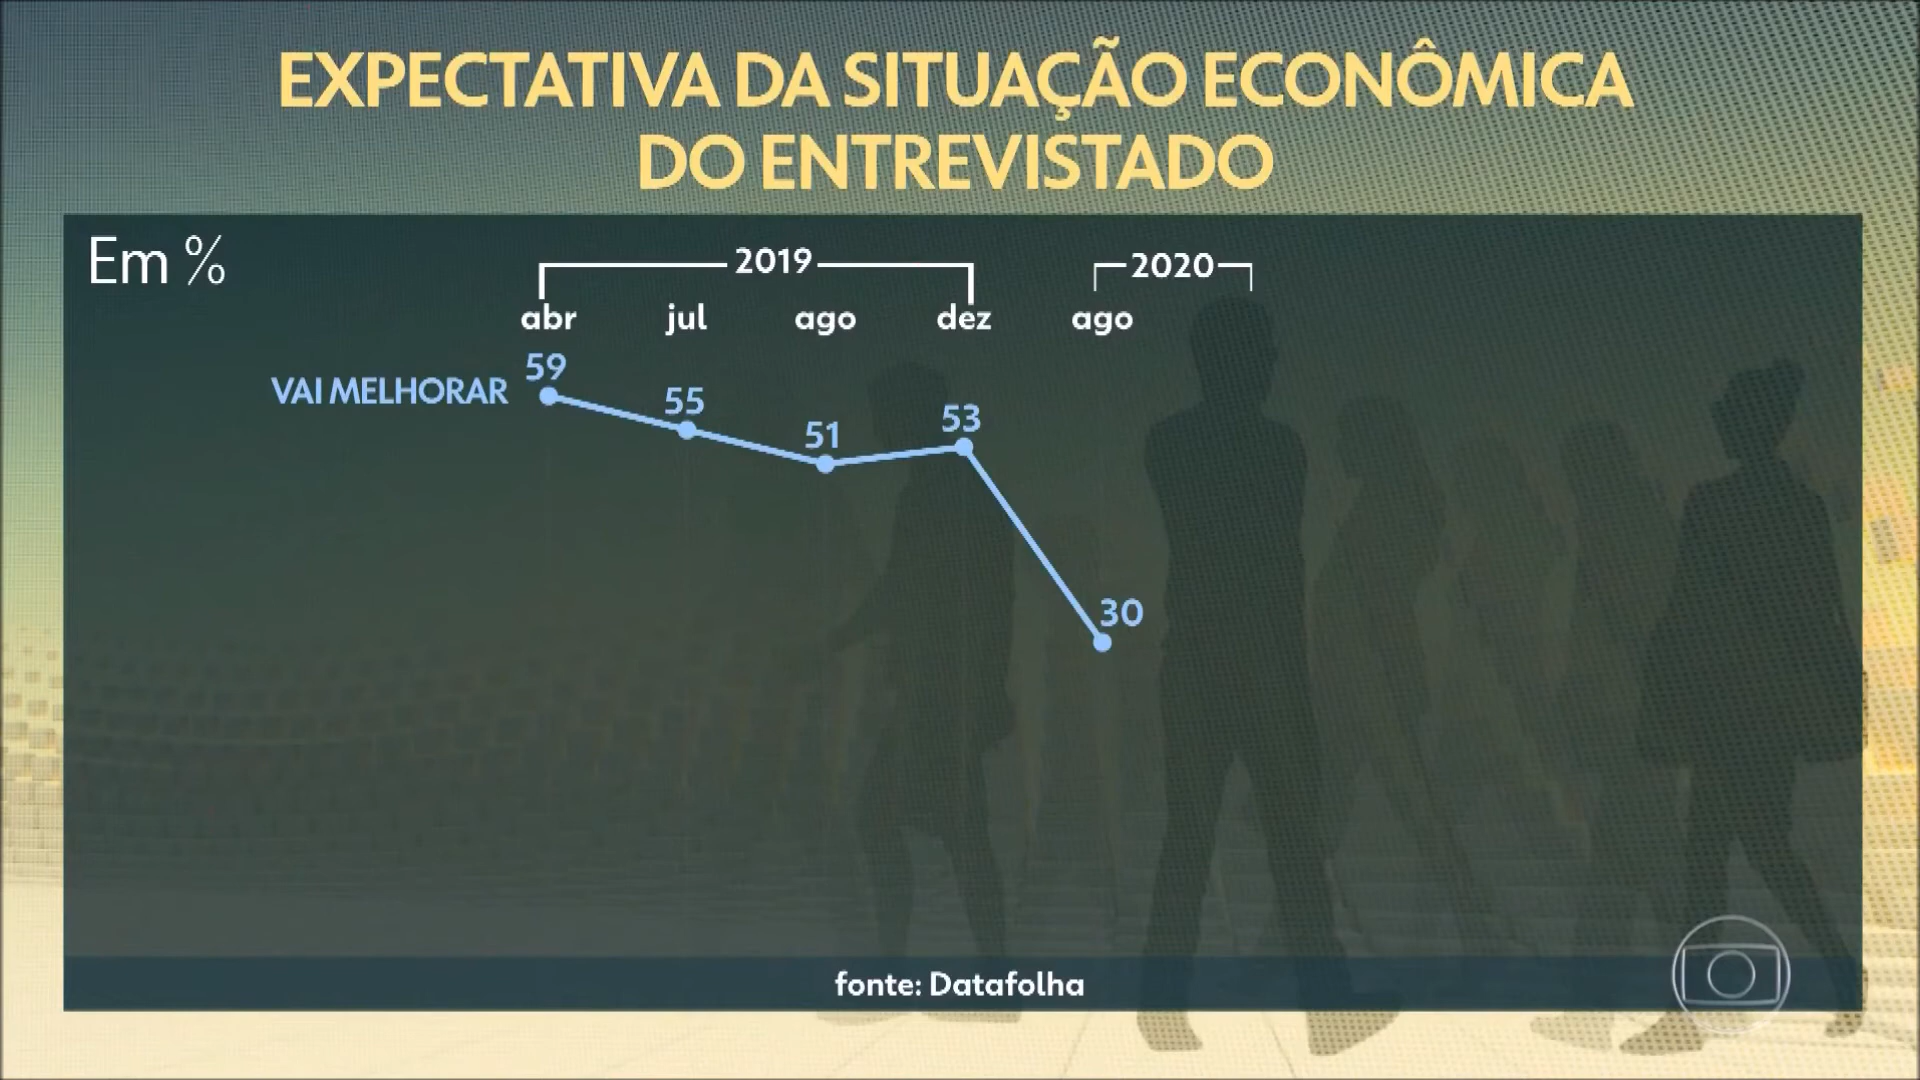 EXPECTATIVA DA SITUAÇÃO ECONÔMICA
DO ENTREVISTADO
Em %
2019
2020
abr
jul
ago
dez
ago
VAI MELHORAR
59
55
51
53
30
fonte: Datafolha